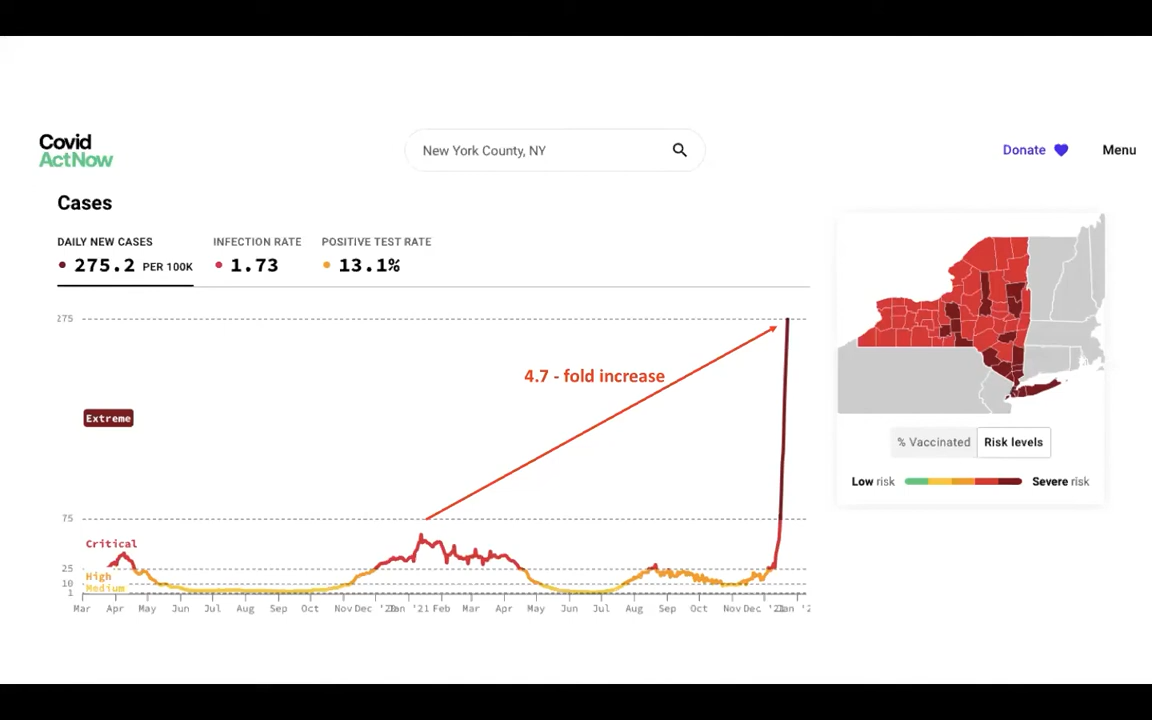 Covid
ActNow
New York County, NY
Donate
Menu
Cases
DAILY NEW CASES
INFECTION RATE
POSITIVE TEST RATE
275.2 PER 100K
1.73
13.1%
275
4.7 - fold increase
Extreme
% Vaccinated
Risk levels
Low risk
Severe risk
75
Critical
25
High
10
Medium
1
Mar Apr May Jun Jul Aug Sep Oct Nov Dec Jan '21 Feb Mar Apr May Jun Jul Aug Sep Oct Nov Dec Jan